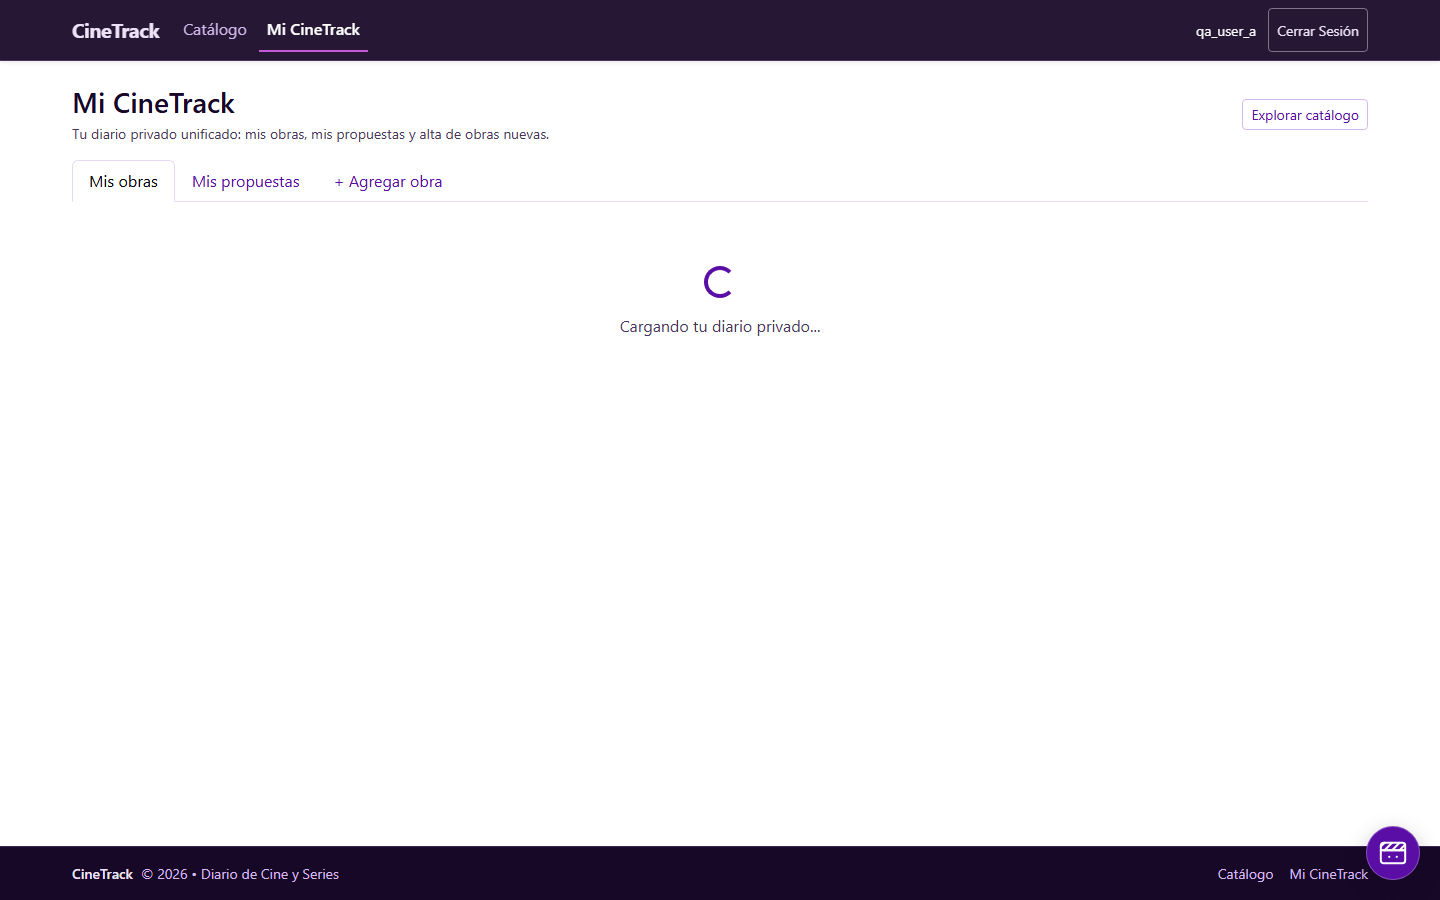 CineTrack Catálogo Mi CineTrack qa_user_a Cerrar Sesión
Mi CineTrack
Explorar catálogo
Tu diario privado unificado: mis obras, mis propuestas y alta de obras nuevas.
Mis obras Mis propuestas + Agregar obra
Cargando tu diario privado...
CineTrack © 2026 • Diario de Cine y Series Catálogo Mi CineTrack